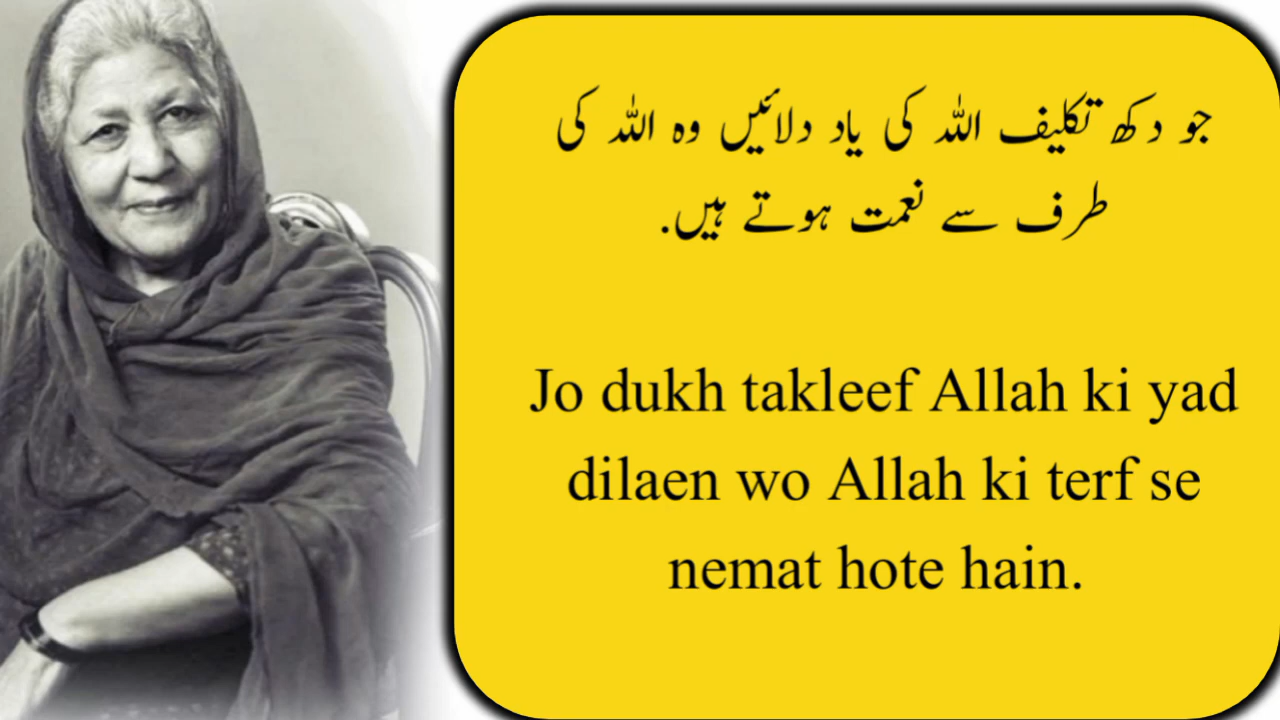 جو دکھ تکلیف اللہ کی یاد دلائیں وہ اللہ کی
طرف سے نعمت ہوتے ہیں.
Jo dukh takleef Allah ki yad
dilaen wo Allah ki terf se
nemat hote hain.